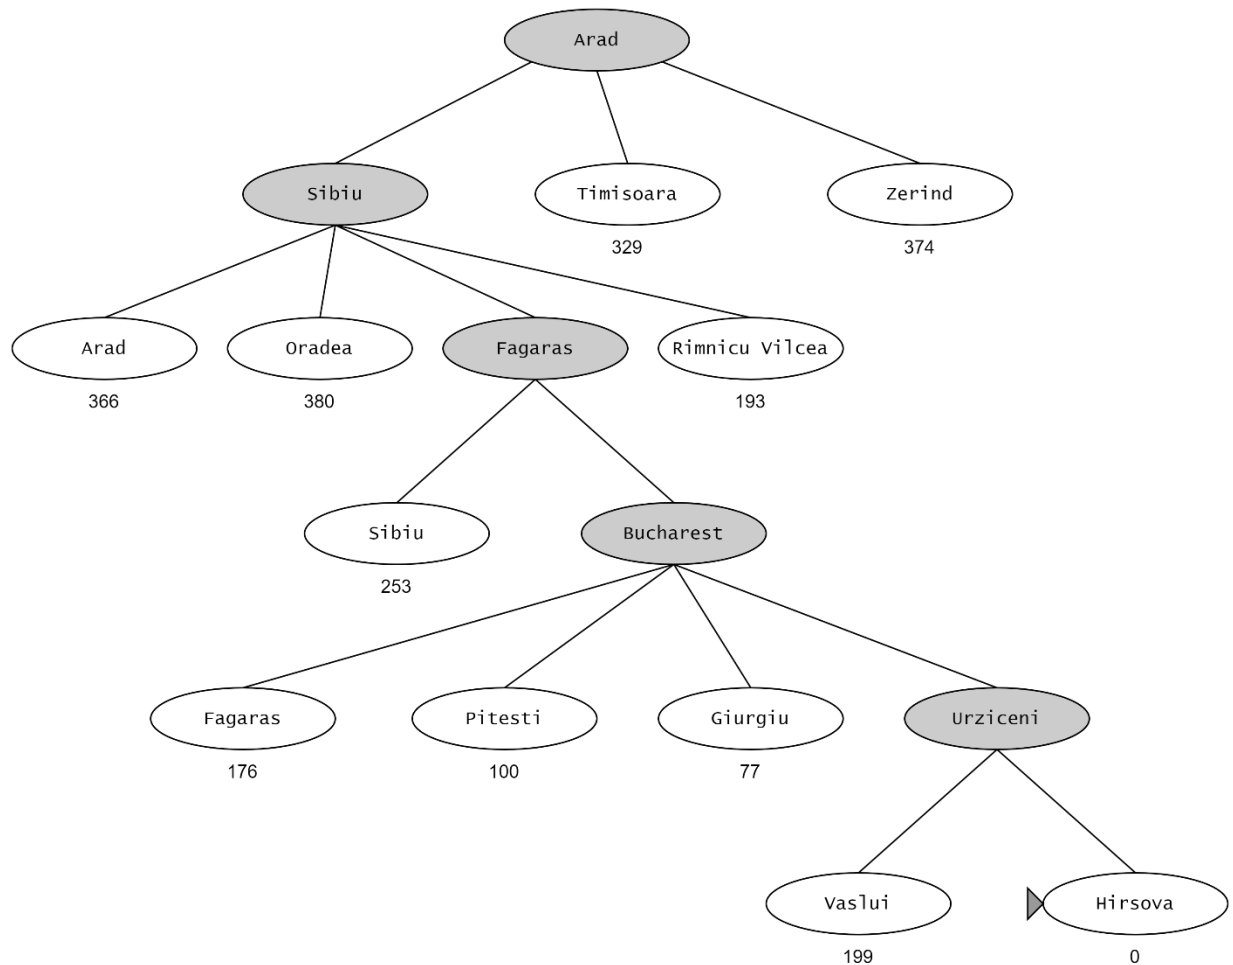 Arad
Sibiu
Timisoara
Zerind
329
374
Arad
Oradea
Fagaras
Rimnicu Vilcea
366
380
193
Sibiu
Bucharest
253
Fagaras
Pitesti
Giurgiu
Urziceni
176
100
77
Vaslui
Hirsova
199
0